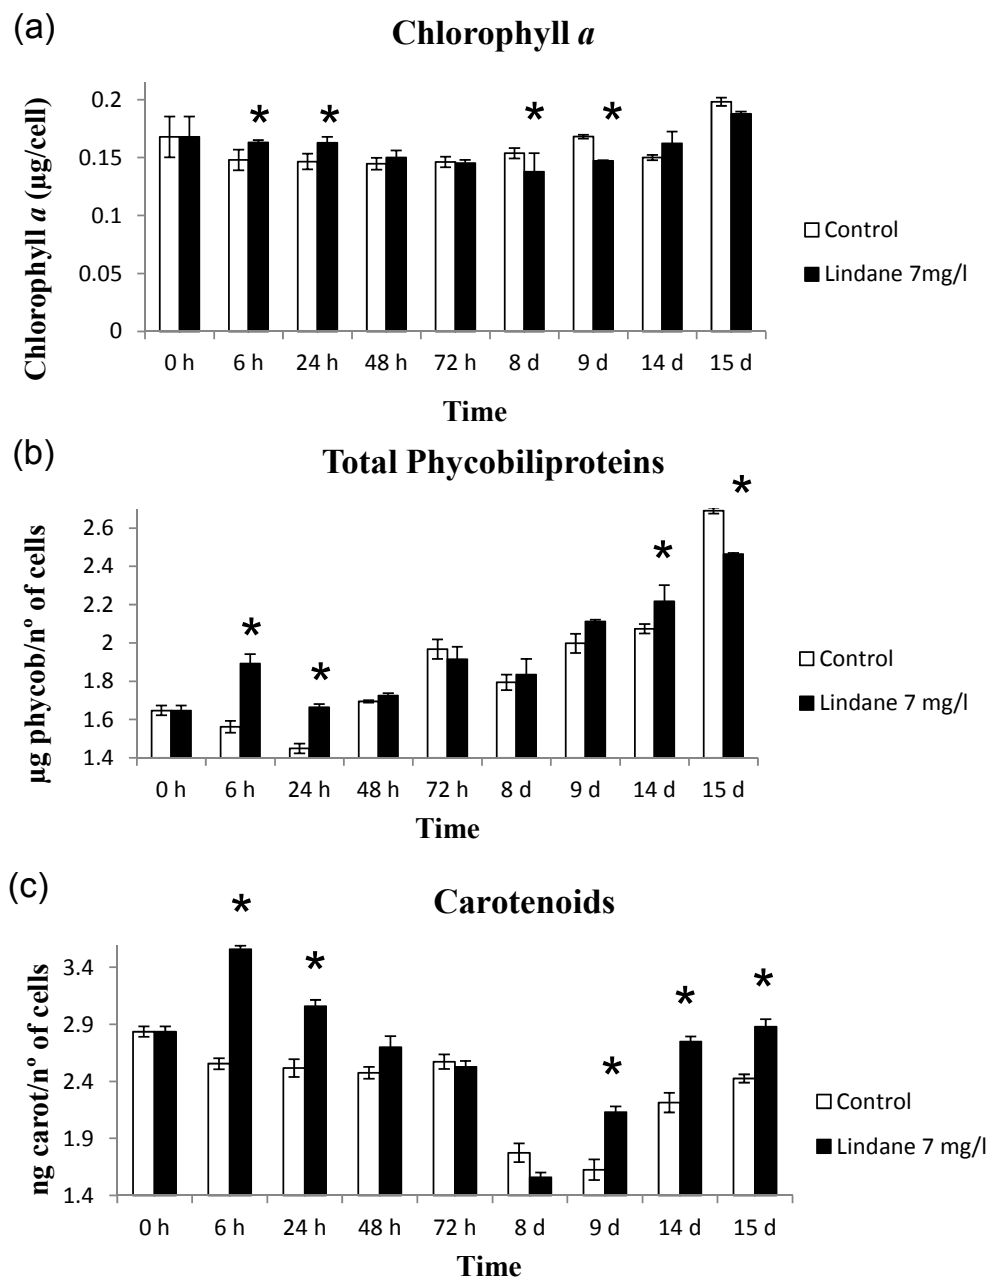 (a)
Chlorophyll a
Chlorophyll a (µg/cell)
0.2
0.15
0.1
0.05
0
* * * *
0 h 6 h 24 h 48 h 72 h 8 d 9 d 14 d 15 d
Time
Control
Lindane 7mg/l
(b)
Total Phycobiliproteins
µg phycob/nº of cells
2.6
2.4
2.2
2
1.8
1.6
1.4
* * * *
0 h 6 h 24 h 48 h 72 h 8 d 9 d 14 d 15 d
Time
Control
Lindane 7 mg/l
(c)
Carotenoids
ng carot/nº of cells
3.4
2.9
2.4
1.9
1.4
* * * * *
0 h 6 h 24 h 48 h 72 h 8 d 9 d 14 d 15 d
Time
Control
Lindane 7 mg/l